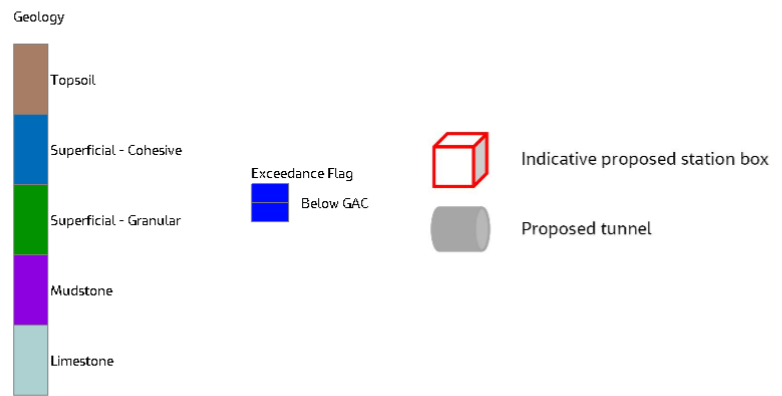 Geology
Topsoil
Superficial - Cohesive
Superficial - Granular
Mudstone
Limestone
Exceedance Flag
Below GAC
Indicative proposed station box
Proposed tunnel